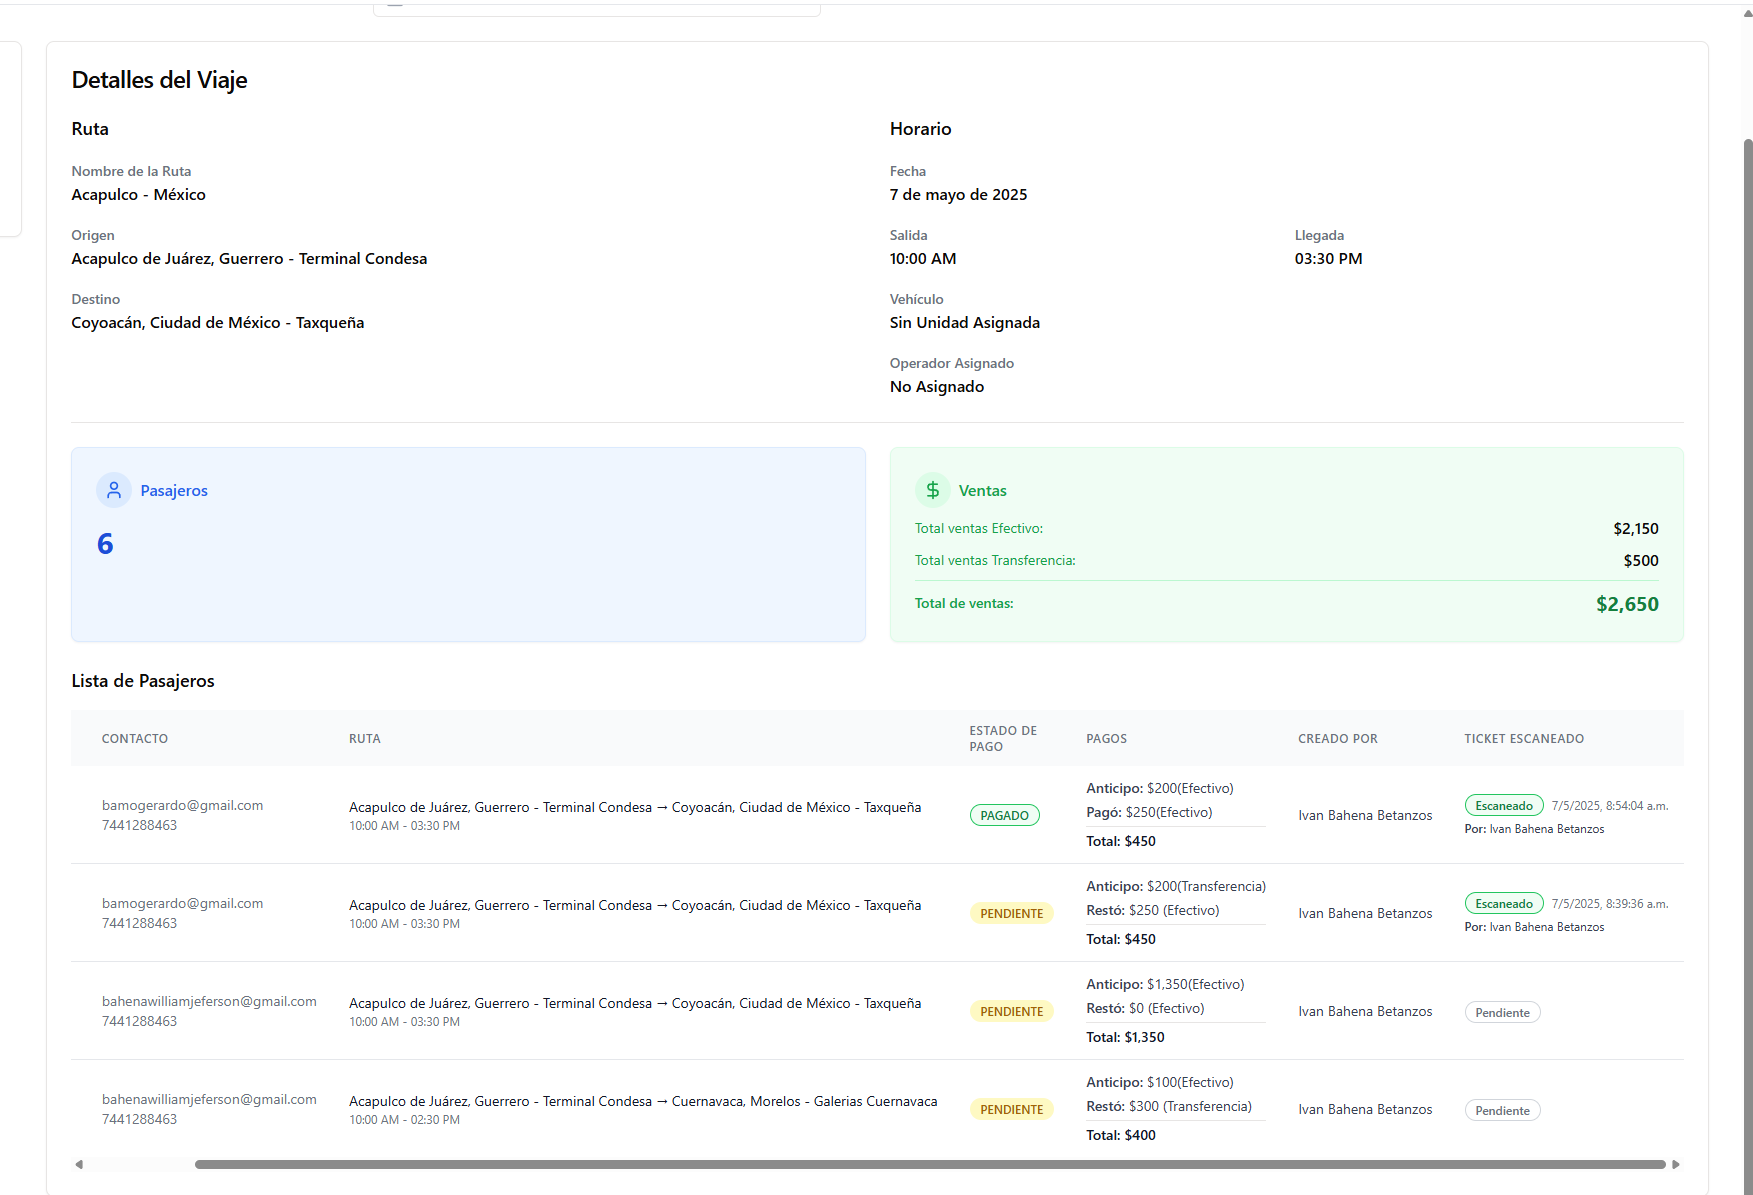 Detalles del Viaje
Ruta
Nombre de la Ruta
Acapulco - México
Origen
Acapulco de Juárez, Guerrero - Terminal Condesa
Destino
Coyoacán, Ciudad de México - Taxqueña
Horario
Fecha
7 de mayo de 2025
Salida
10:00 AM
Llegada
03:30 PM
Vehículo
Sin Unidad Asignada
Operador Asignado
No Asignado
Pasajeros
6
Ventas
Total ventas Efectivo: $2,150
Total ventas Transferencia: $500
Total de ventas: $2,650
Lista de Pasajeros
CONTACTO RUTA ESTADO DE PAGO PAGOS CREADO POR TICKET ESCANEADO
bamogerardo@gmail.com
7441288463
Acapulco de Juárez, Guerrero - Terminal Condesa → Coyoacán, Ciudad de México - Taxqueña
10:00 AM - 03:30 PM
PAGADO
Anticipo: $200(Efectivo)
Pagó: $250(Efectivo)
Total: $450
Ivan Bahena Betanzos
Escaneado 7/5/2025, 8:54:04 a.m.
Por: Ivan Bahena Betanzos
bamogerardo@gmail.com
7441288463
Acapulco de Juárez, Guerrero - Terminal Condesa → Coyoacán, Ciudad de México - Taxqueña
10:00 AM - 03:30 PM
PENDIENTE
Anticipo: $200(Transferencia)
Restó: $250 (Efectivo)
Total: $450
Ivan Bahena Betanzos
Escaneado 7/5/2025, 8:39:36 a.m.
Por: Ivan Bahena Betanzos
bahenawilliamjeferson@gmail.com
7441288463
Acapulco de Juárez, Guerrero - Terminal Condesa → Coyoacán, Ciudad de México - Taxqueña
10:00 AM - 03:30 PM
PENDIENTE
Anticipo: $1,350(Efectivo)
Restó: $0 (Efectivo)
Total: $1,350
Ivan Bahena Betanzos
Pendiente
bahenawilliamjeferson@gmail.com
7441288463
Acapulco de Juárez, Guerrero - Terminal Condesa → Cuernavaca, Morelos - Galerias Cuernavaca
10:00 AM - 02:30 PM
PENDIENTE
Anticipo: $100(Efectivo)
Restó: $300 (Transferencia)
Total: $400
Ivan Bahena Betanzos
Pendiente